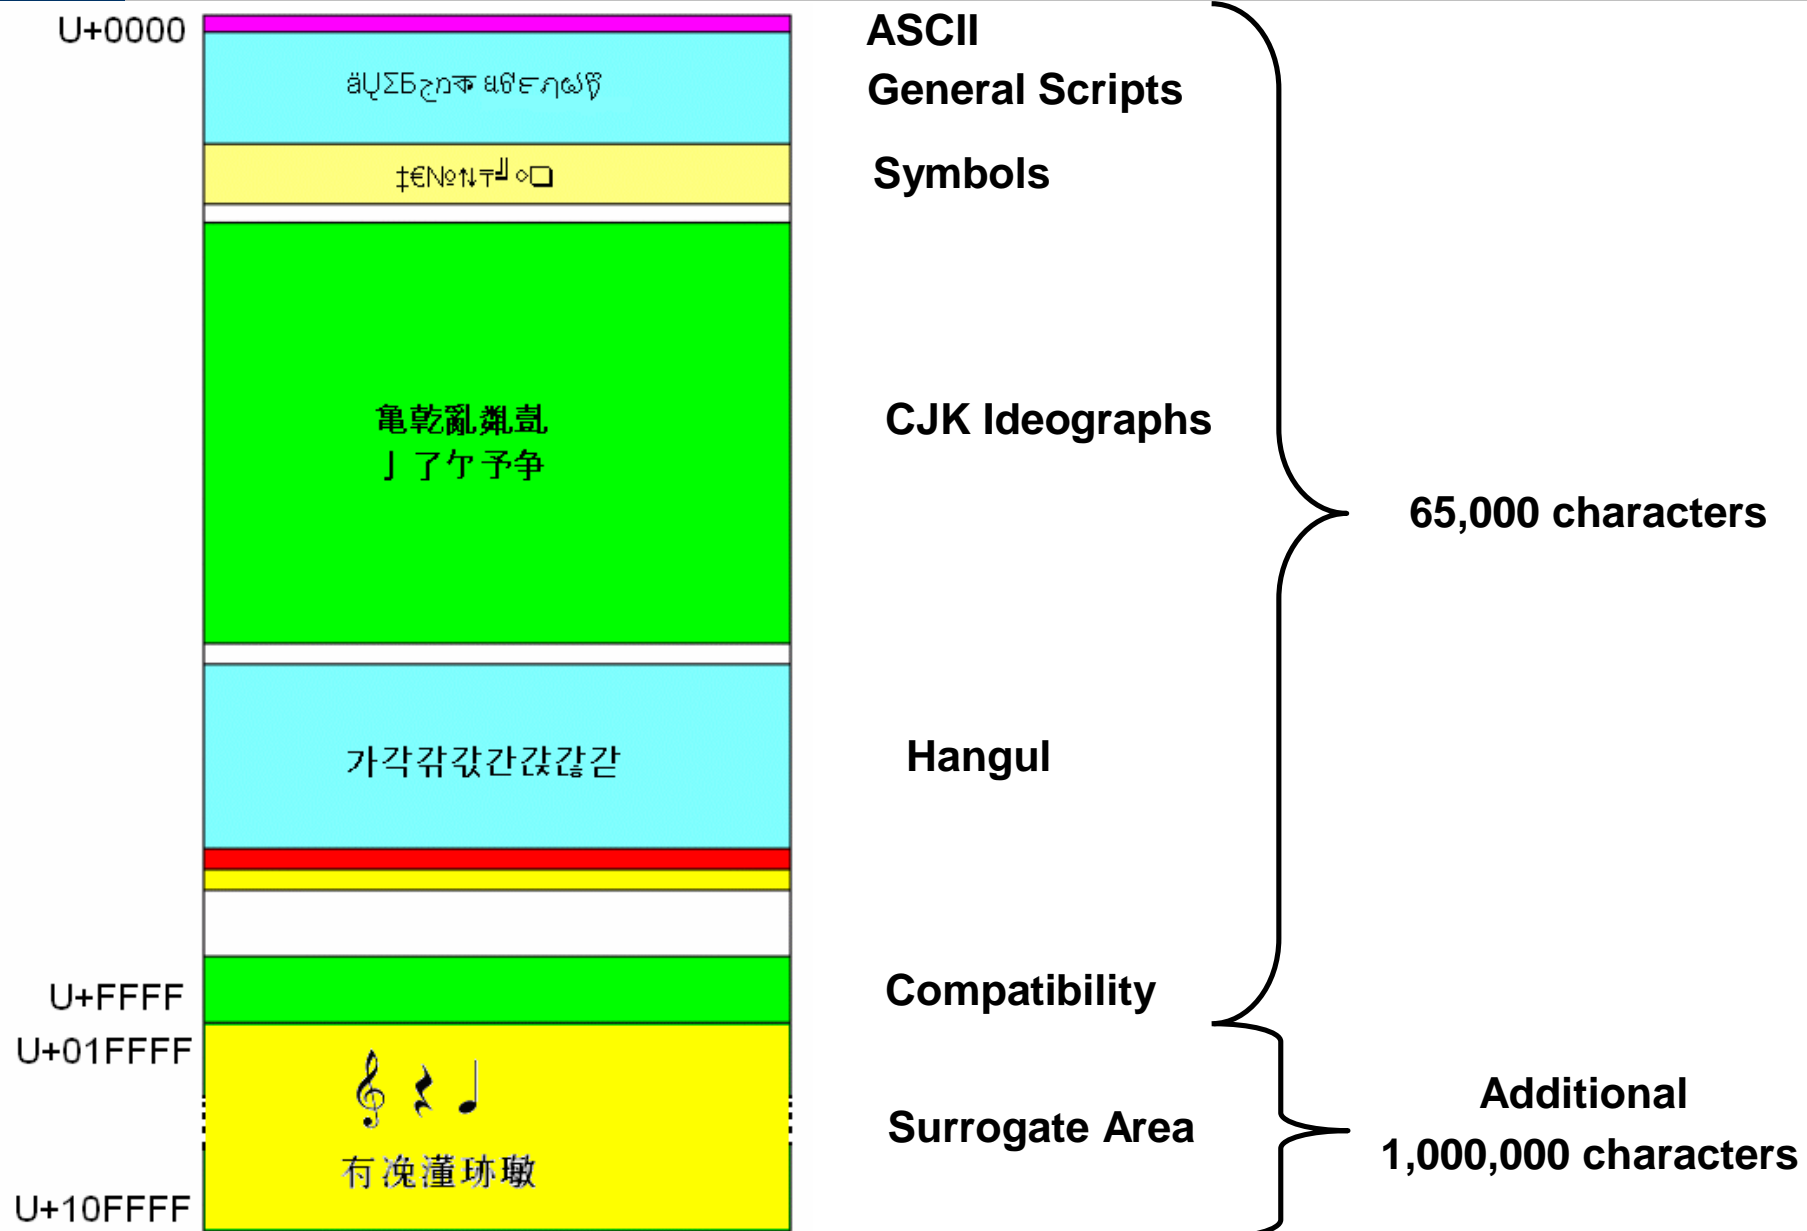 U+0000
ASCII
General Scripts
Symbols
CJK Ideographs
亀乾亂亃亄
亅了亇予争
65,000 characters
가각갂갃간갅갆갇
Hangul
U+FFFF
Compatibility
U+01FFFF
Surrogate Area
Additional
1,000,000 characters
U+10FFFF